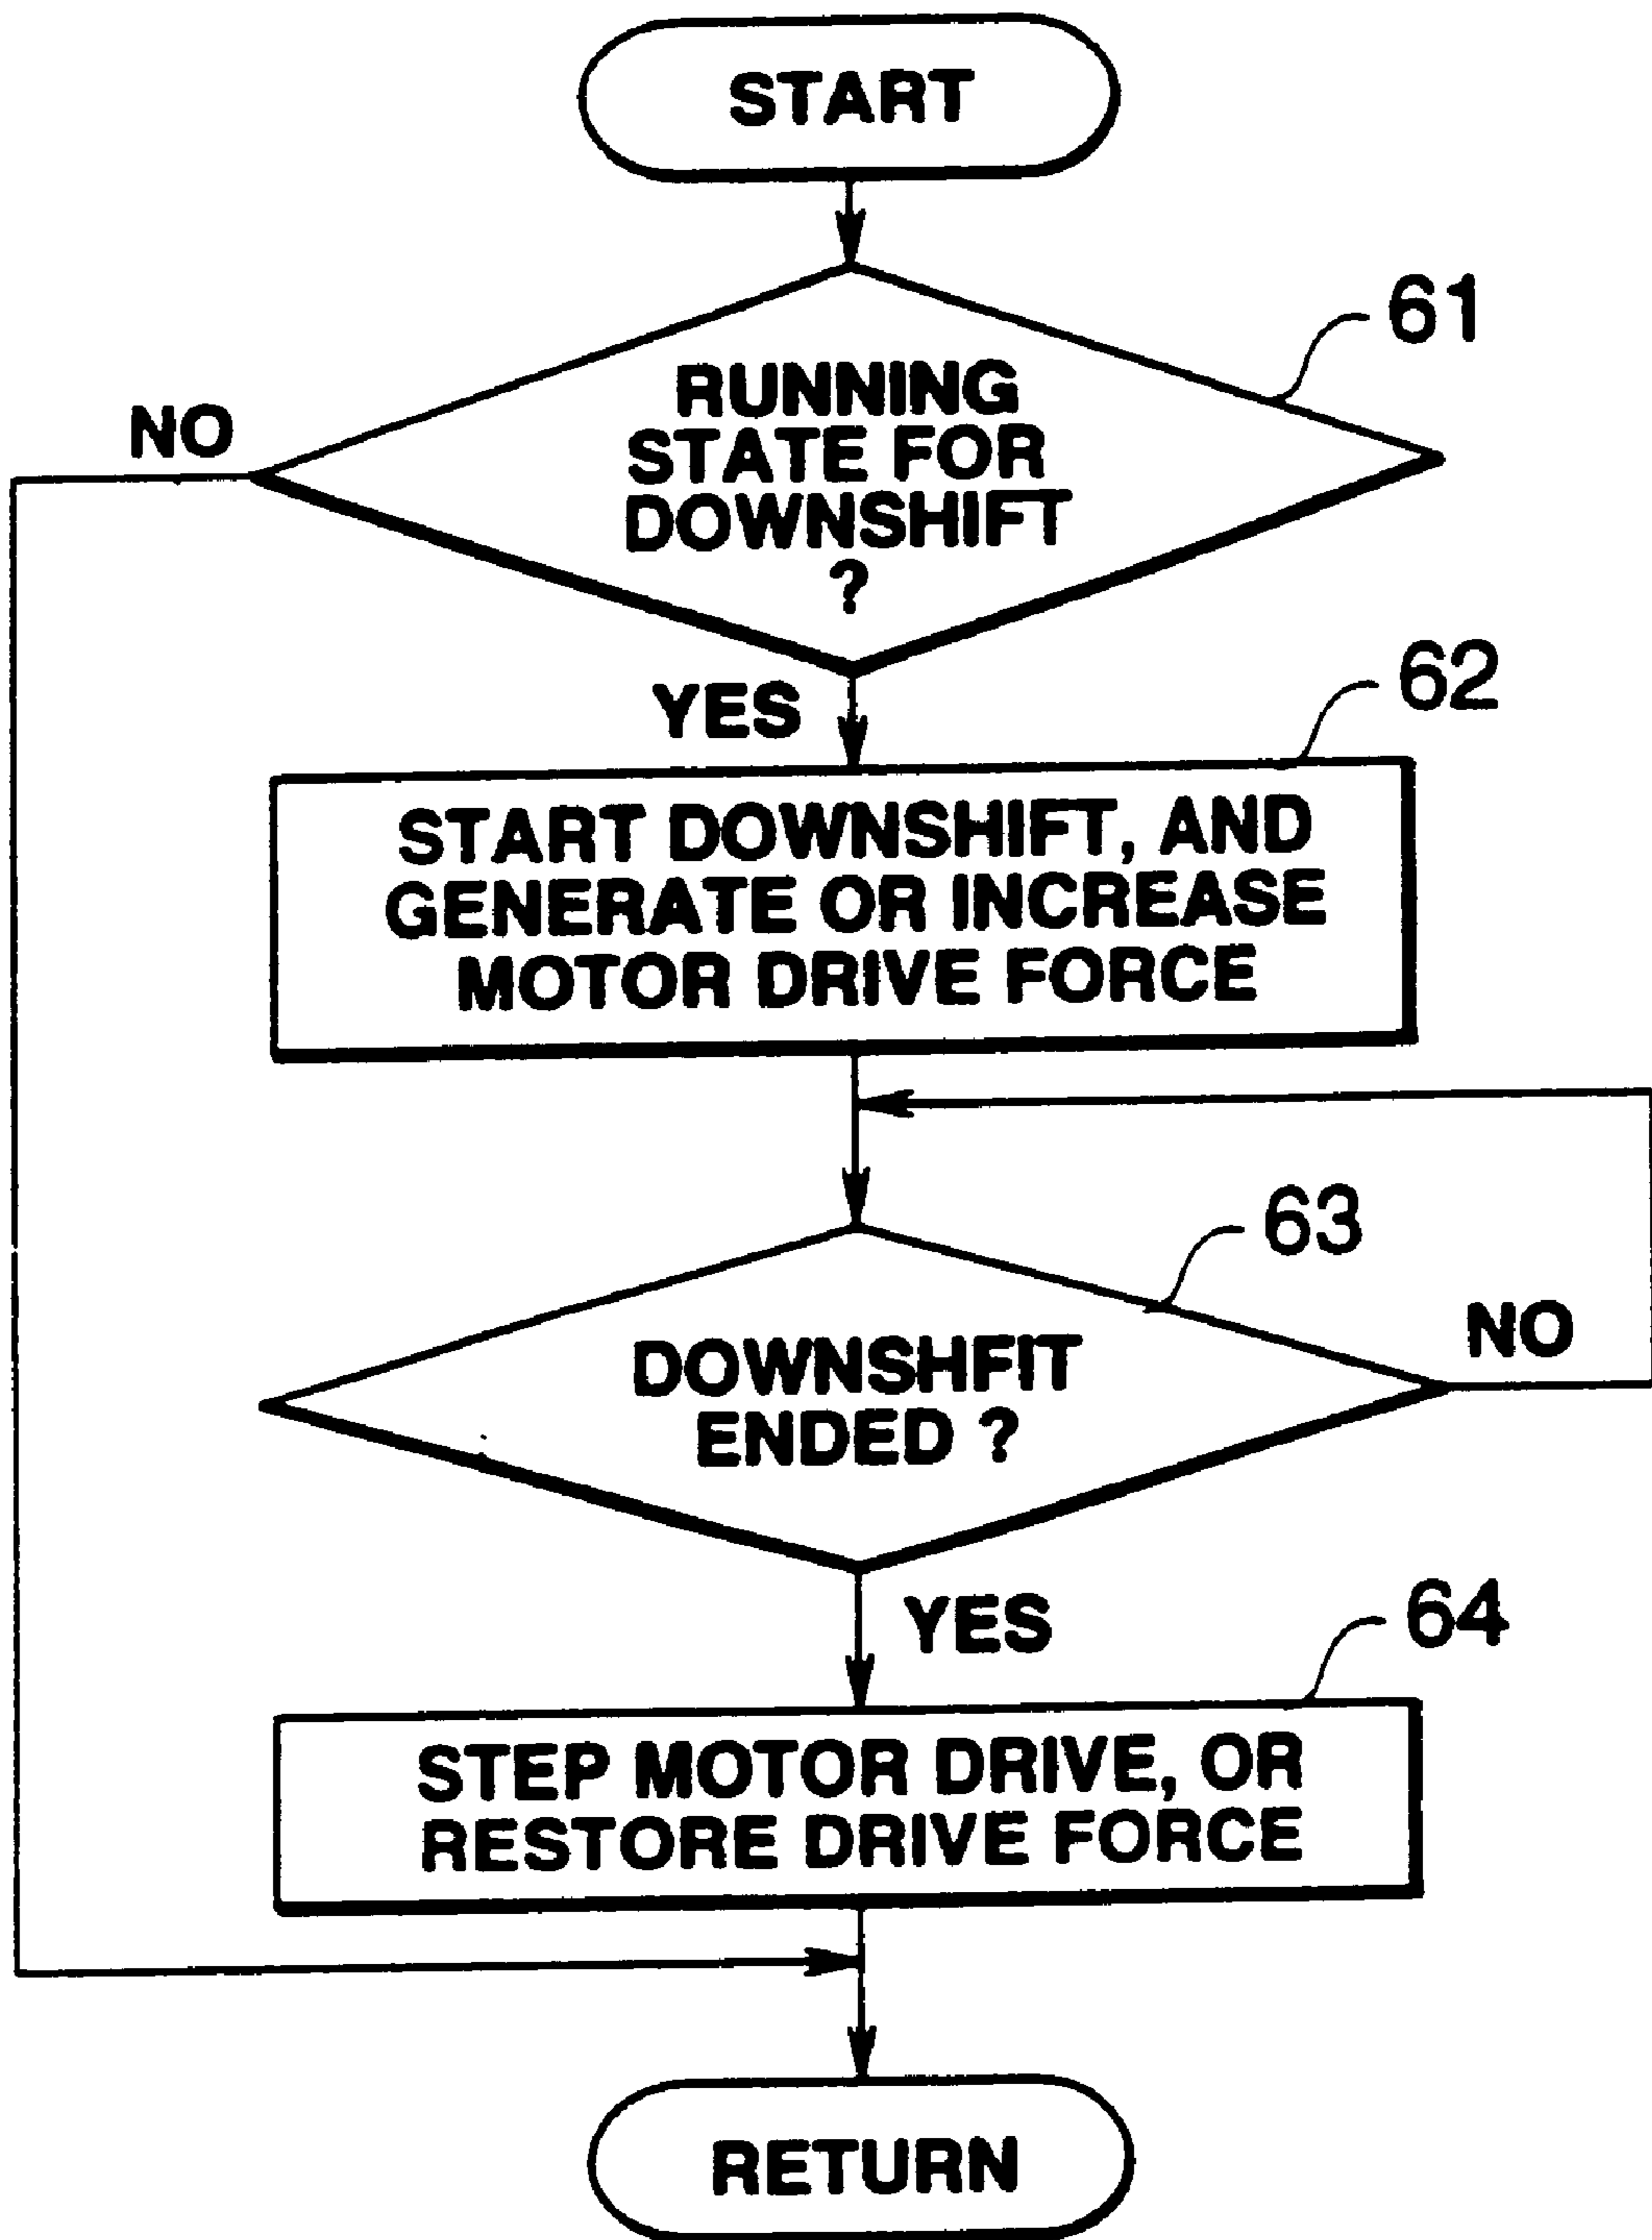 START
61
NO
RUNNING
STATE FOR
DOWNSHIFT
?
YES
62
START DOWNSHIFT, AND
GENERATE OR INCREASE
MOTOR DRIVE FORCE
63
NO
DOWNSHFIT
ENDED ?
YES
64
STEP MOTOR DRIVE, OR
RESTORE DRIVE FORCE
RETURN